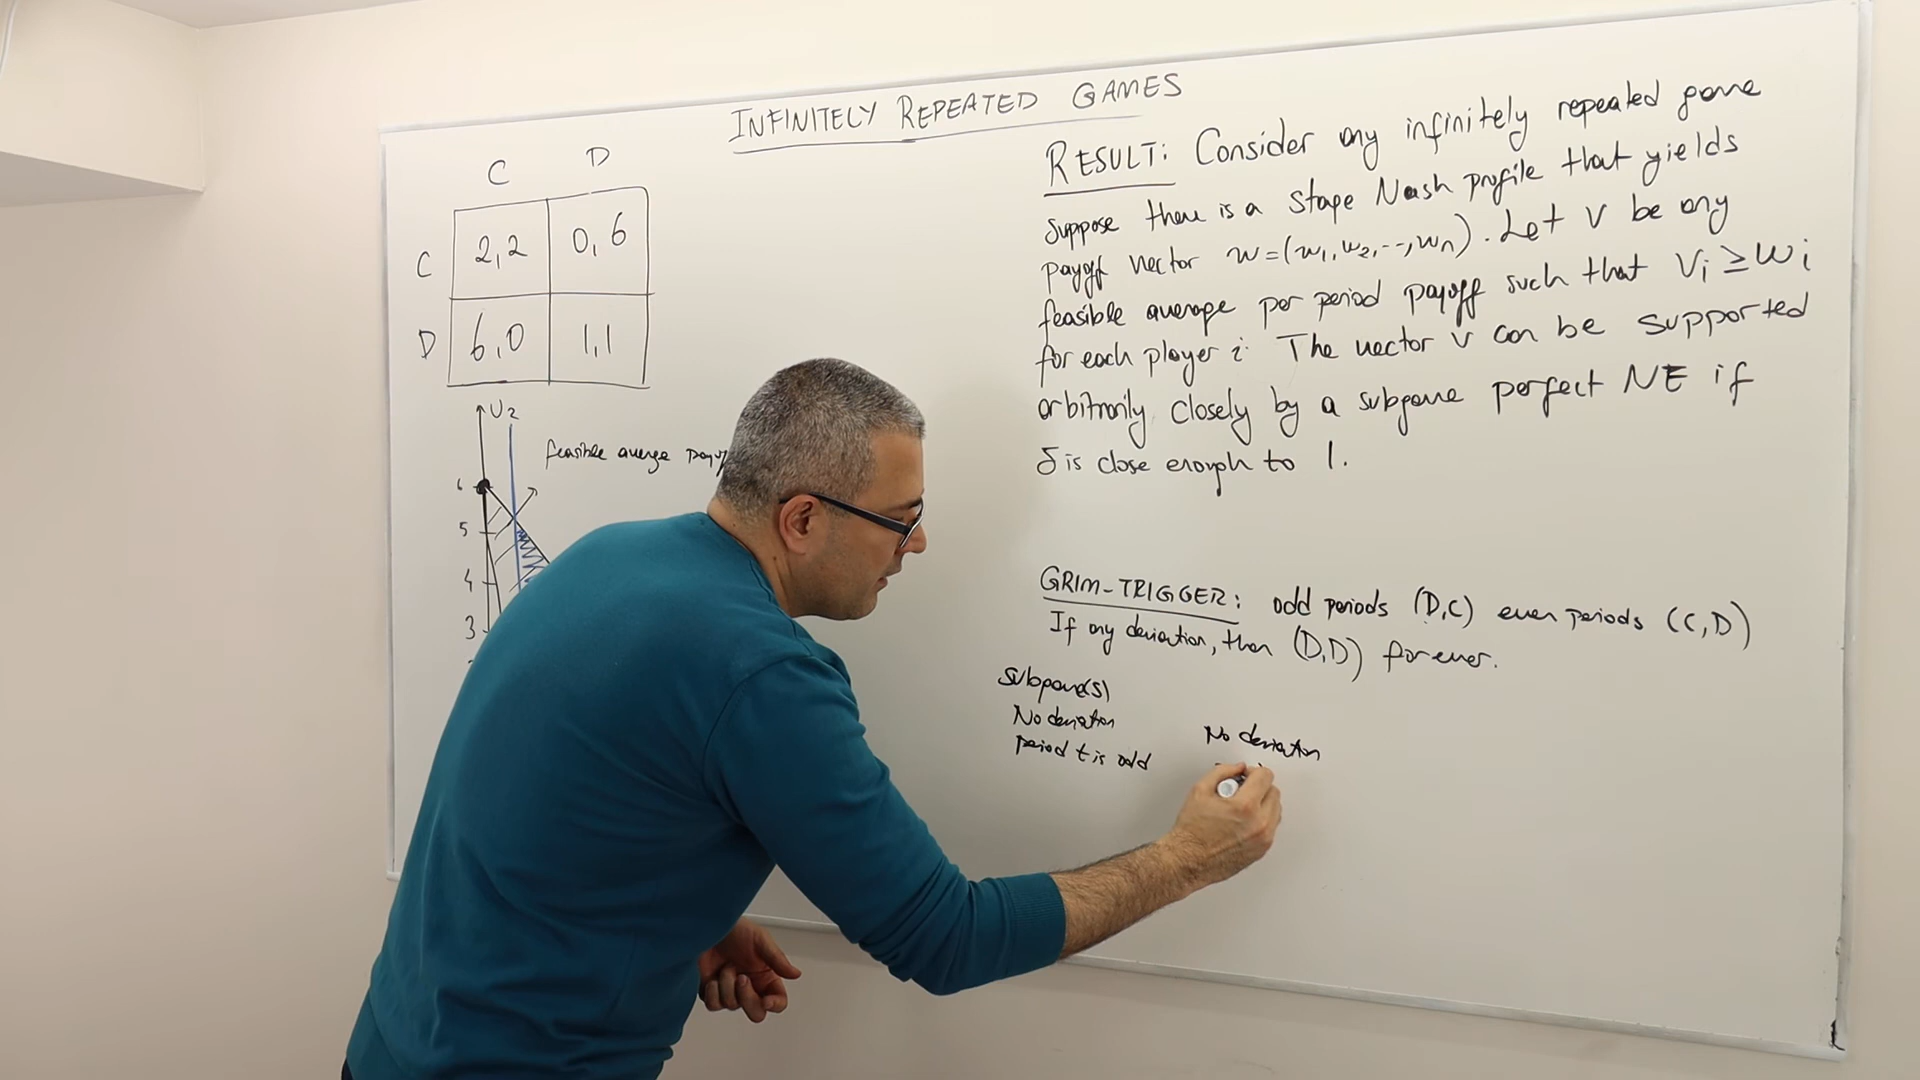 INFINITELY REPEATED GAMES
C D
C 2,2 0,6
D 6,0 1,1
U2
feasible average
6
5
4
3
RESULT: Consider any infinitely repeated game
suppose there is a stage Nash profile that yields
payoff vector w=(w1,w2,--,wn). Let v be any
feasible average per period payoff such that Vi≥wi
for each player i. The vector v can be supported
arbitrarily closely by a subgame perfect NE if
δ is close enough to 1.
GRIM-TRIGGER: odd periods (D,C) even periods (C,D)
If any deviation, then (D,D) forever.
Subgame(s)
No deviation
period t is odd
No deviation